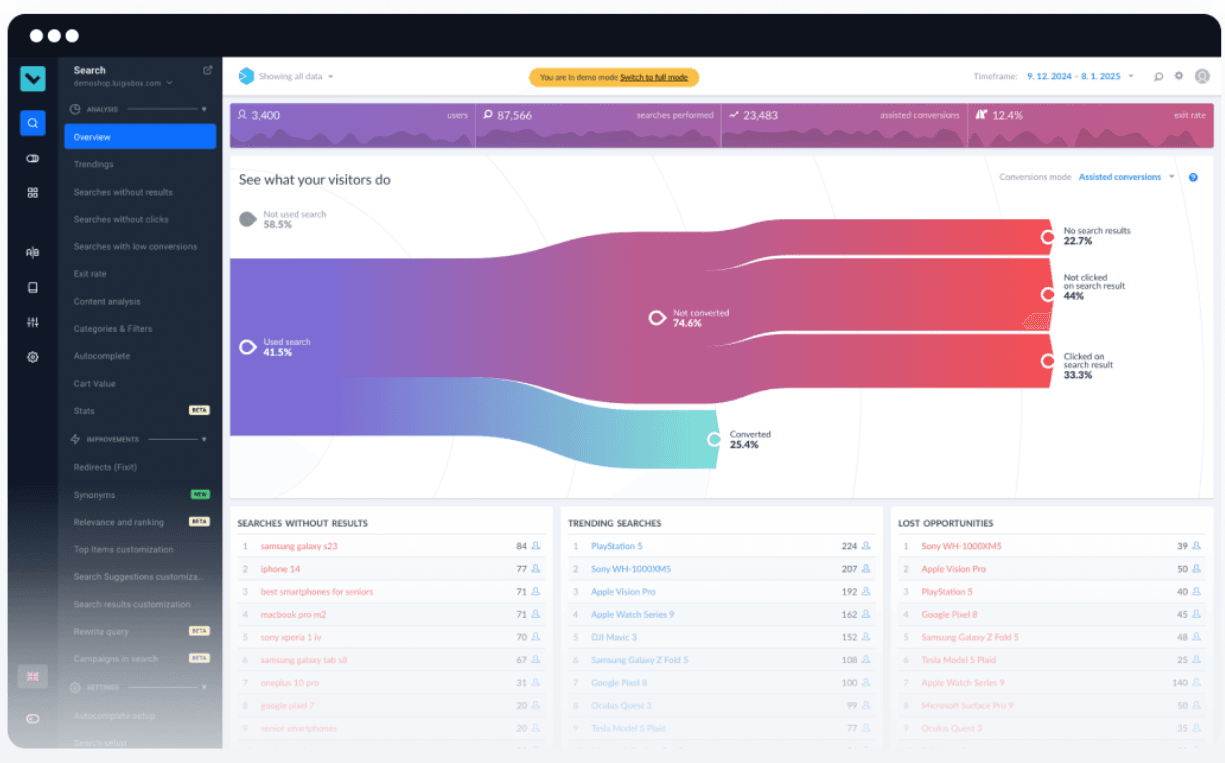 Search
demoshop.luigisbox.com
ANALYSIS
Overview
Trendings
Searches without results
Searches without clicks
Searches with low conversions
Exit rate
Content analysis
Categories & Filters
Autocomplete
Cart Value
Stats BETA
IMPROVEMENTS
Redirects (Fixit)
Synonyms NEW
Relevance and ranking BETA
Top Items customization
Search Suggestions customiza...
Search results customization
Rewrite query BETA
Campaigns in search BETA
SETTINGS
Autocomplete setup
Search setup
A|B
Showing all data
You are in demo mode Switch to full mode
Timeframe: 9. 12. 2024 – 8. 1. 2025
3,400 users
87,566 searches performed
23,483 assisted conversions
12.4% exit rate
See what your visitors do
Conversions mode Assisted conversions
?
Not used search
58.5%
Used search
41.5%
Not converted
74.6%
Converted
25.4%
No search results
22.7%
Not clicked
on search result
44%
Clicked on
search result
33.3%
SEARCHES WITHOUT RESULTS
1 samsung galaxy s23 84
2 iphone 14 77
3 best smartphones for seniors 71
4 macbook pro m2 71
5 sony xperia 1 iv 70
6 samsung galaxy tab s8 67
7 oneplus 10 pro 31
8 google pixel 7 20
9 senior smartphones 20
TRENDING SEARCHES
1 PlayStation 5 224
2 Sony WH-1000XM5 207
3 Apple Vision Pro 192
4 Apple Watch Series 9 162
5 DJI Mavic 3 152
6 Samsung Galaxy Z Fold 5 108
7 Google Pixel 8 100
8 Oculus Quest 3 99
9 Tesla Model S Plaid 77
LOST OPPORTUNITIES
1 Sony WH-1000XM5 39
2 Apple Vision Pro 50
3 PlayStation 5 40
4 Google Pixel 8 45
5 Samsung Galaxy Z Fold 5 48
6 Tesla Model S Plaid 25
7 Apple Watch Series 9 140
8 Microsoft Surface Pro 9 50
9 Oculus Quest 3 35